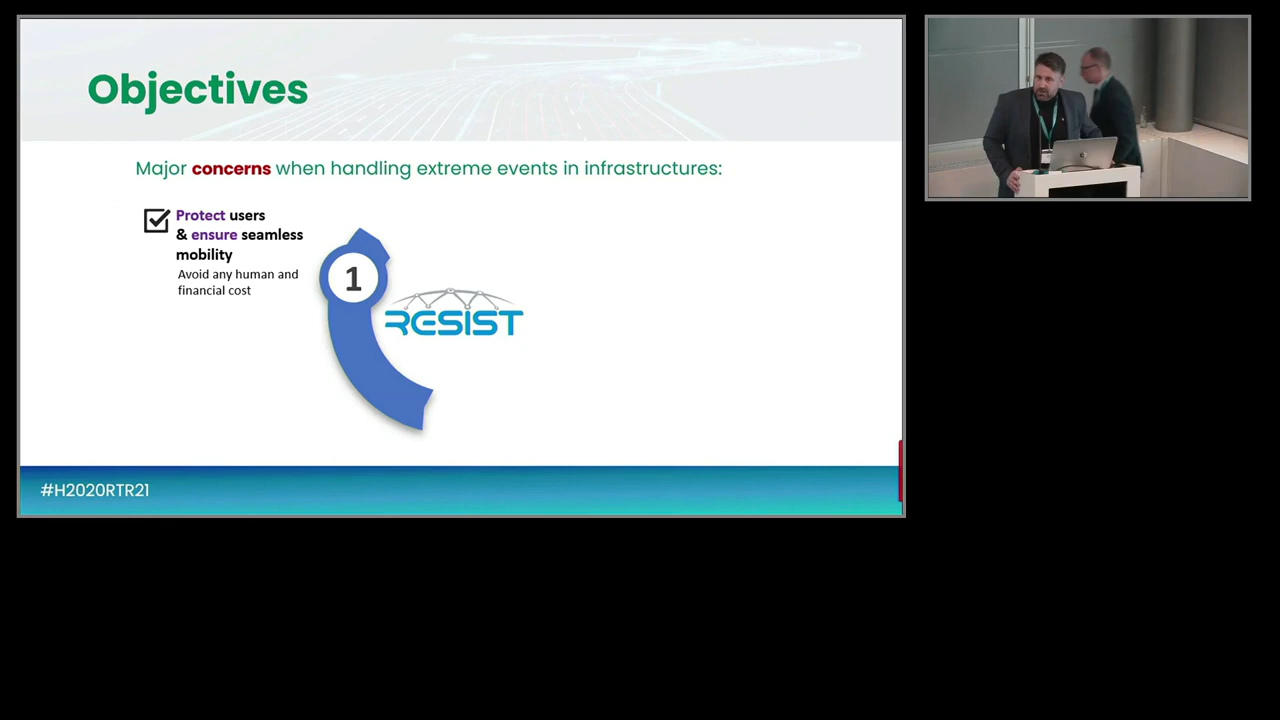 Objectives
Major concerns when handling extreme events in infrastructures:
Protect users
& ensure seamless
mobility
Avoid any human and
financial cost
1
RESIST
#H2020RTR21